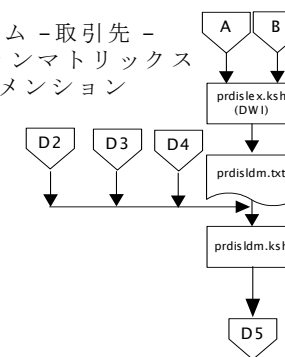 ム – 取引先 –
ンマトリックス
メンション
A
B
prdislex.ksh
(DWI)
D2
D3
D4
prdisldm.txt
prdisldm.ksh
D5